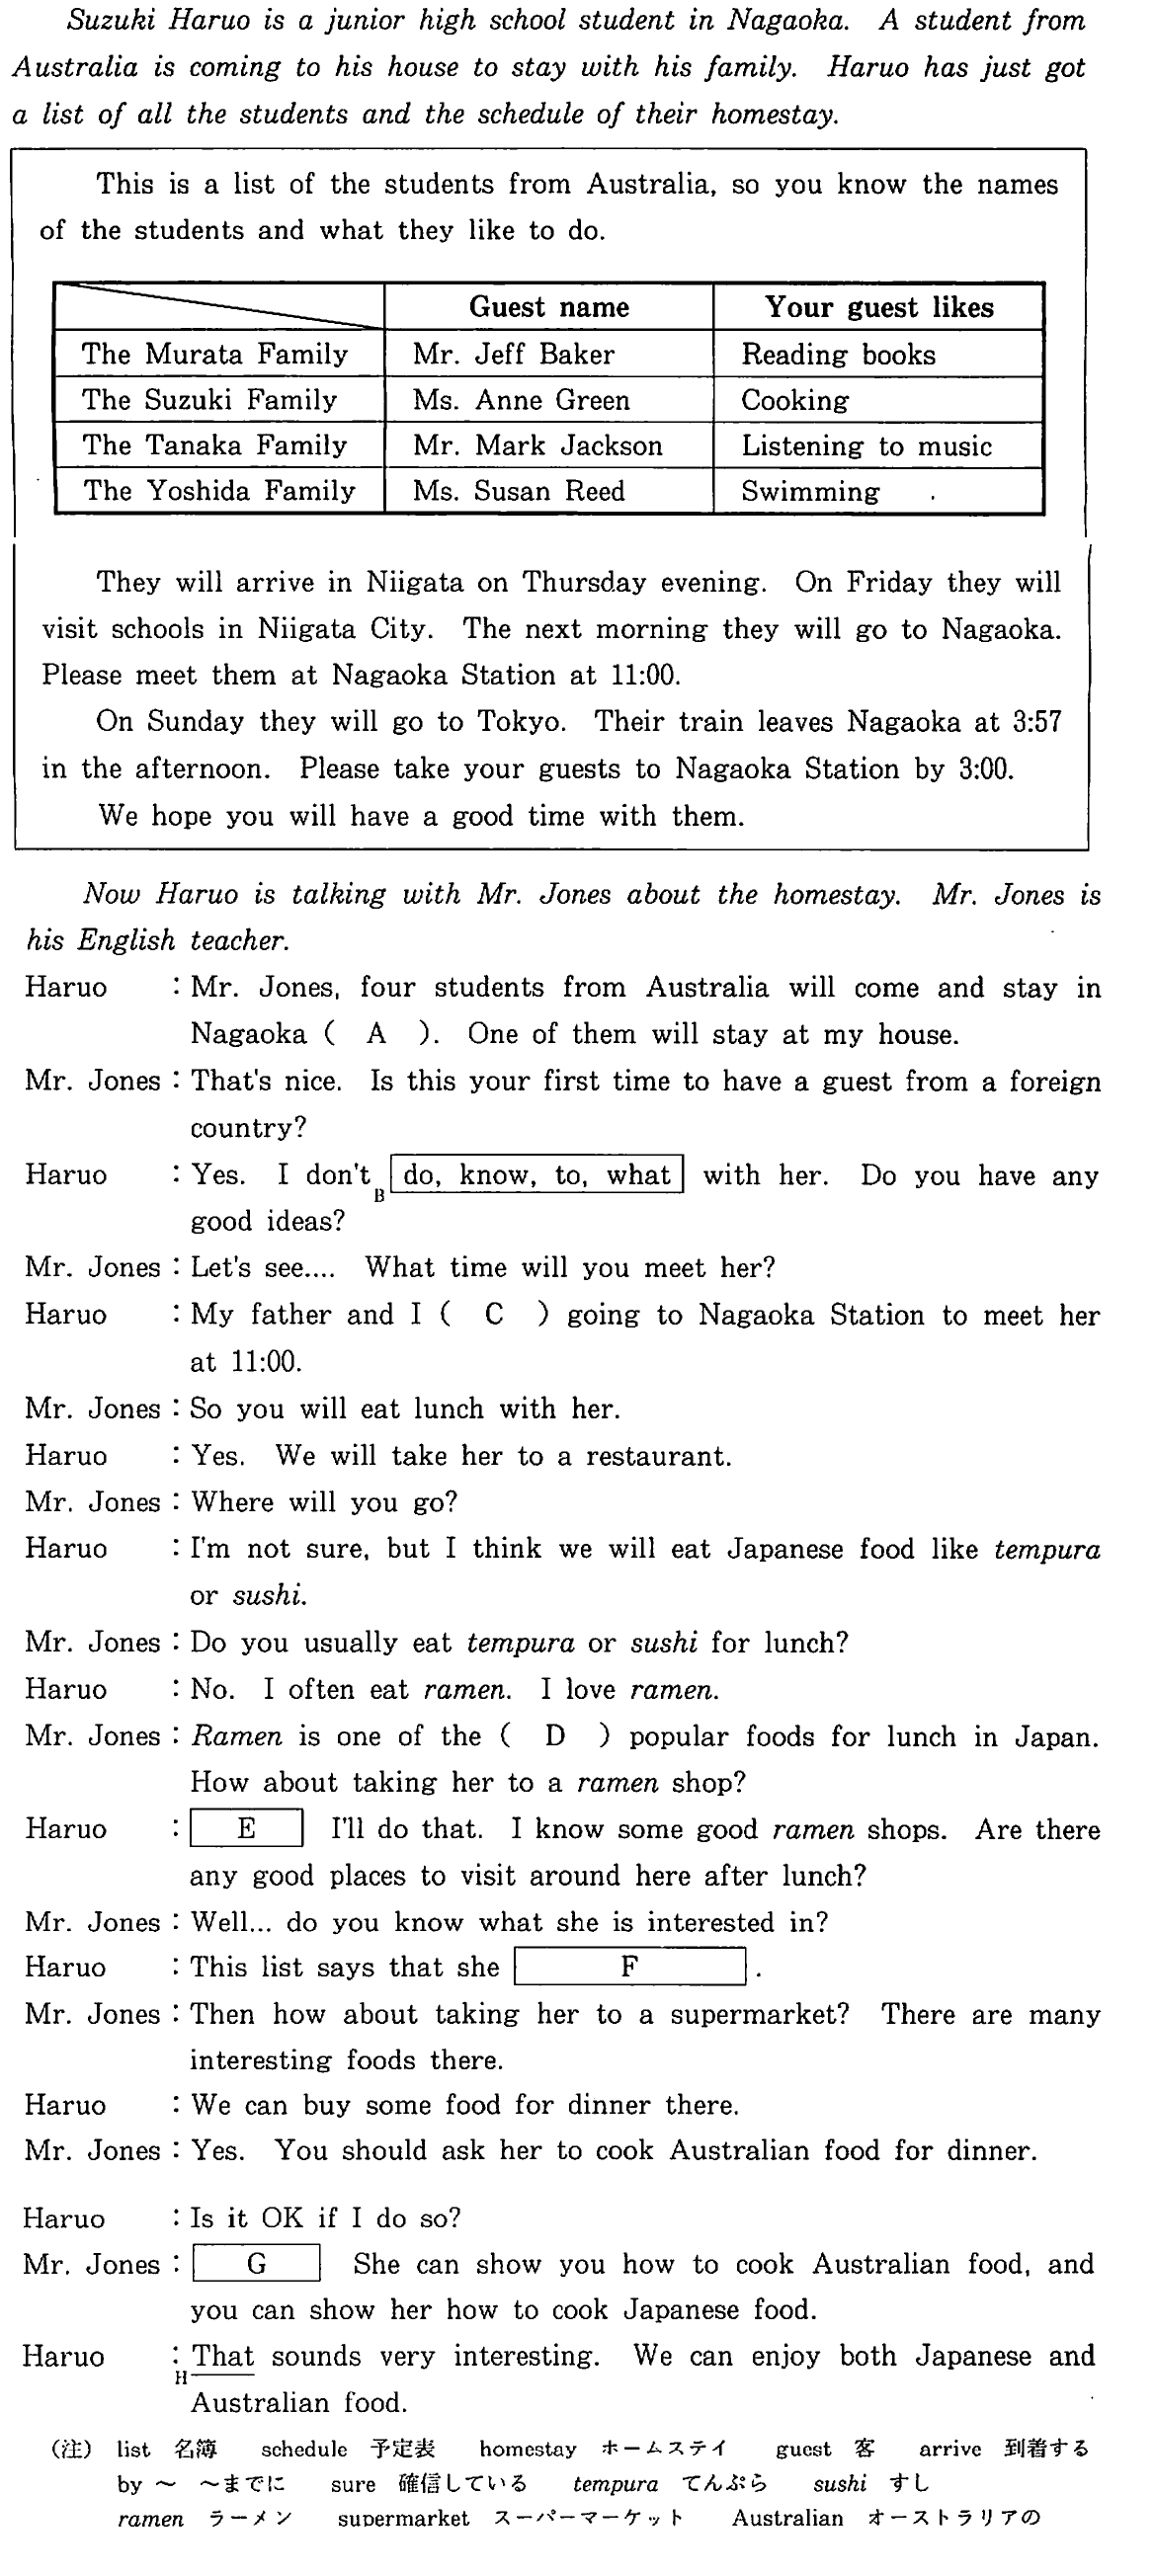 Suzuki Haruo is a junior high school student in Nagaoka. A student from
Australia is coming to his house to stay with his family. Haruo has just got
a list of all the students and the schedule of their homestay.
This is a list of the students from Australia, so you know the names
of the students and what they like to do.
Guest name Your guest likes
The Murata Family Mr. Jeff Baker Reading books
The Suzuki Family Ms. Anne Green Cooking
The Tanaka Family Mr. Mark Jackson Listening to music
The Yoshida Family Ms. Susan Reed Swimming
They will arrive in Niigata on Thursday evening. On Friday they will
visit schools in Niigata City. The next morning they will go to Nagaoka.
Please meet them at Nagaoka Station at 11:00.
On Sunday they will go to Tokyo. Their train leaves Nagaoka at 3:57
in the afternoon. Please take your guests to Nagaoka Station by 3:00.
We hope you will have a good time with them.
Now Haruo is talking with Mr. Jones about the homestay. Mr. Jones is
his English teacher.
Haruo : Mr. Jones, four students from Australia will come and stay in
Nagaoka ( A ). One of them will stay at my house.
Mr. Jones : That's nice. Is this your first time to have a guest from a foreign
country?
Haruo : Yes. I don't B do, know, to, what with her. Do you have any
good ideas?
Mr. Jones : Let's see.... What time will you meet her?
Haruo : My father and I ( C ) going to Nagaoka Station to meet her
at 11:00.
Mr. Jones : So you will eat lunch with her.
Haruo : Yes. We will take her to a restaurant.
Mr. Jones : Where will you go?
Haruo : I'm not sure, but I think we will eat Japanese food like tempura
or sushi.
Mr. Jones : Do you usually eat tempura or sushi for lunch?
Haruo : No. I often eat ramen. I love ramen.
Mr. Jones : Ramen is one of the ( D ) popular foods for lunch in Japan.
How about taking her to a ramen shop?
Haruo : E I'll do that. I know some good ramen shops. Are there
any good places to visit around here after lunch?
Mr. Jones : Well... do you know what she is interested in?
Haruo : This list says that she F .
Mr. Jones : Then how about taking her to a supermarket? There are many
interesting foods there.
Haruo : We can buy some food for dinner there.
Mr. Jones : Yes. You should ask her to cook Australian food for dinner.
Haruo : Is it OK if I do so?
Mr. Jones : G She can show you how to cook Australian food, and
you can show her how to cook Japanese food.
Haruo : H That sounds very interesting. We can enjoy both Japanese and
Australian food.
(注) list 名簿 schedule 予定表 homestay ホームステイ guest 客 arrive 到着する
by ～ ～までに sure 確信している tempura てんぷら sushi すし
ramen ラーメン supermarket スーパーマーケット Australian オーストラリアの